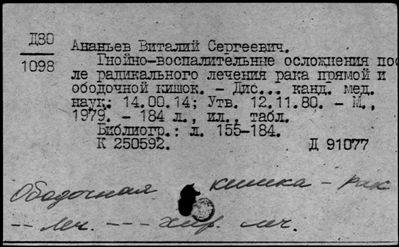 Д80
1098
Ананьев Виталий Сергеевич.
Гнойно-воспалительные осложнения пос-
ле радикального лечения рака прямой и
ободочной кишок. - Дис... канд. мед.
наук: 14.00.14; Утв. 12.11.80. - М.,
1979. - 184 л., ил., табл.
Библиогр.: л. 155-184.
К 250592. Д 91077
Ободочная кишка - рак
-- леч. --- хир. леч.